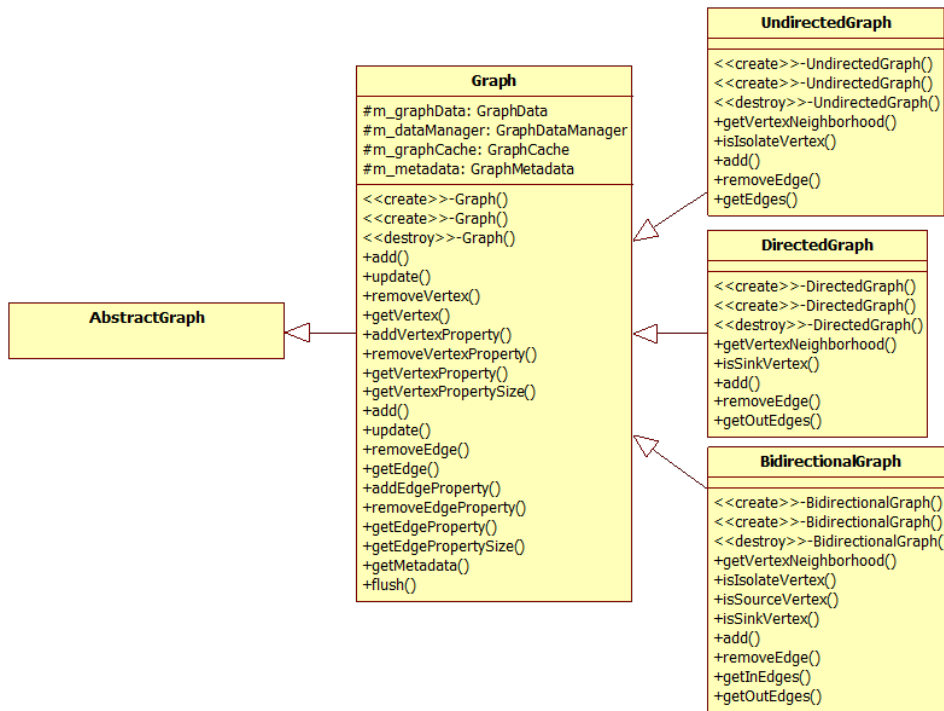 AbstractGraph
Graph
#m_graphData: GraphData
#m_dataManager: GraphDataManager
#m_graphCache: GraphCache
#m_metadata: GraphMetadata
<<create>>-Graph()
<<create>>-Graph()
<<destroy>>-Graph()
+add()
+update()
+removeVertex()
+getVertex()
+addVertexProperty()
+removeVertexProperty()
+getVertexProperty()
+getVertexPropertySize()
+add()
+update()
+removeEdge()
+getEdge()
+addEdgeProperty()
+removeEdgeProperty()
+getEdgeProperty()
+getEdgePropertySize()
+getMetadata()
+flush()
UndirectedGraph
<<create>>-UndirectedGraph()
<<create>>-UndirectedGraph()
<<destroy>>-UndirectedGraph()
+getVertexNeighborhood()
+isIsolateVertex()
+add()
+removeEdge()
+getEdges()
DirectedGraph
<<create>>-DirectedGraph()
<<create>>-DirectedGraph()
<<destroy>>-DirectedGraph()
+getVertexNeighborhood()
+isSinkVertex()
+add()
+removeEdge()
+getOutEdges()
BidirectionalGraph
<<create>>-BidirectionalGraph()
<<create>>-BidirectionalGraph()
<<destroy>>-BidirectionalGraph(
+getVertexNeighborhood()
+isIsolateVertex()
+isSourceVertex()
+isSinkVertex()
+add()
+removeEdge()
+getInEdges()
+getOutEdges()